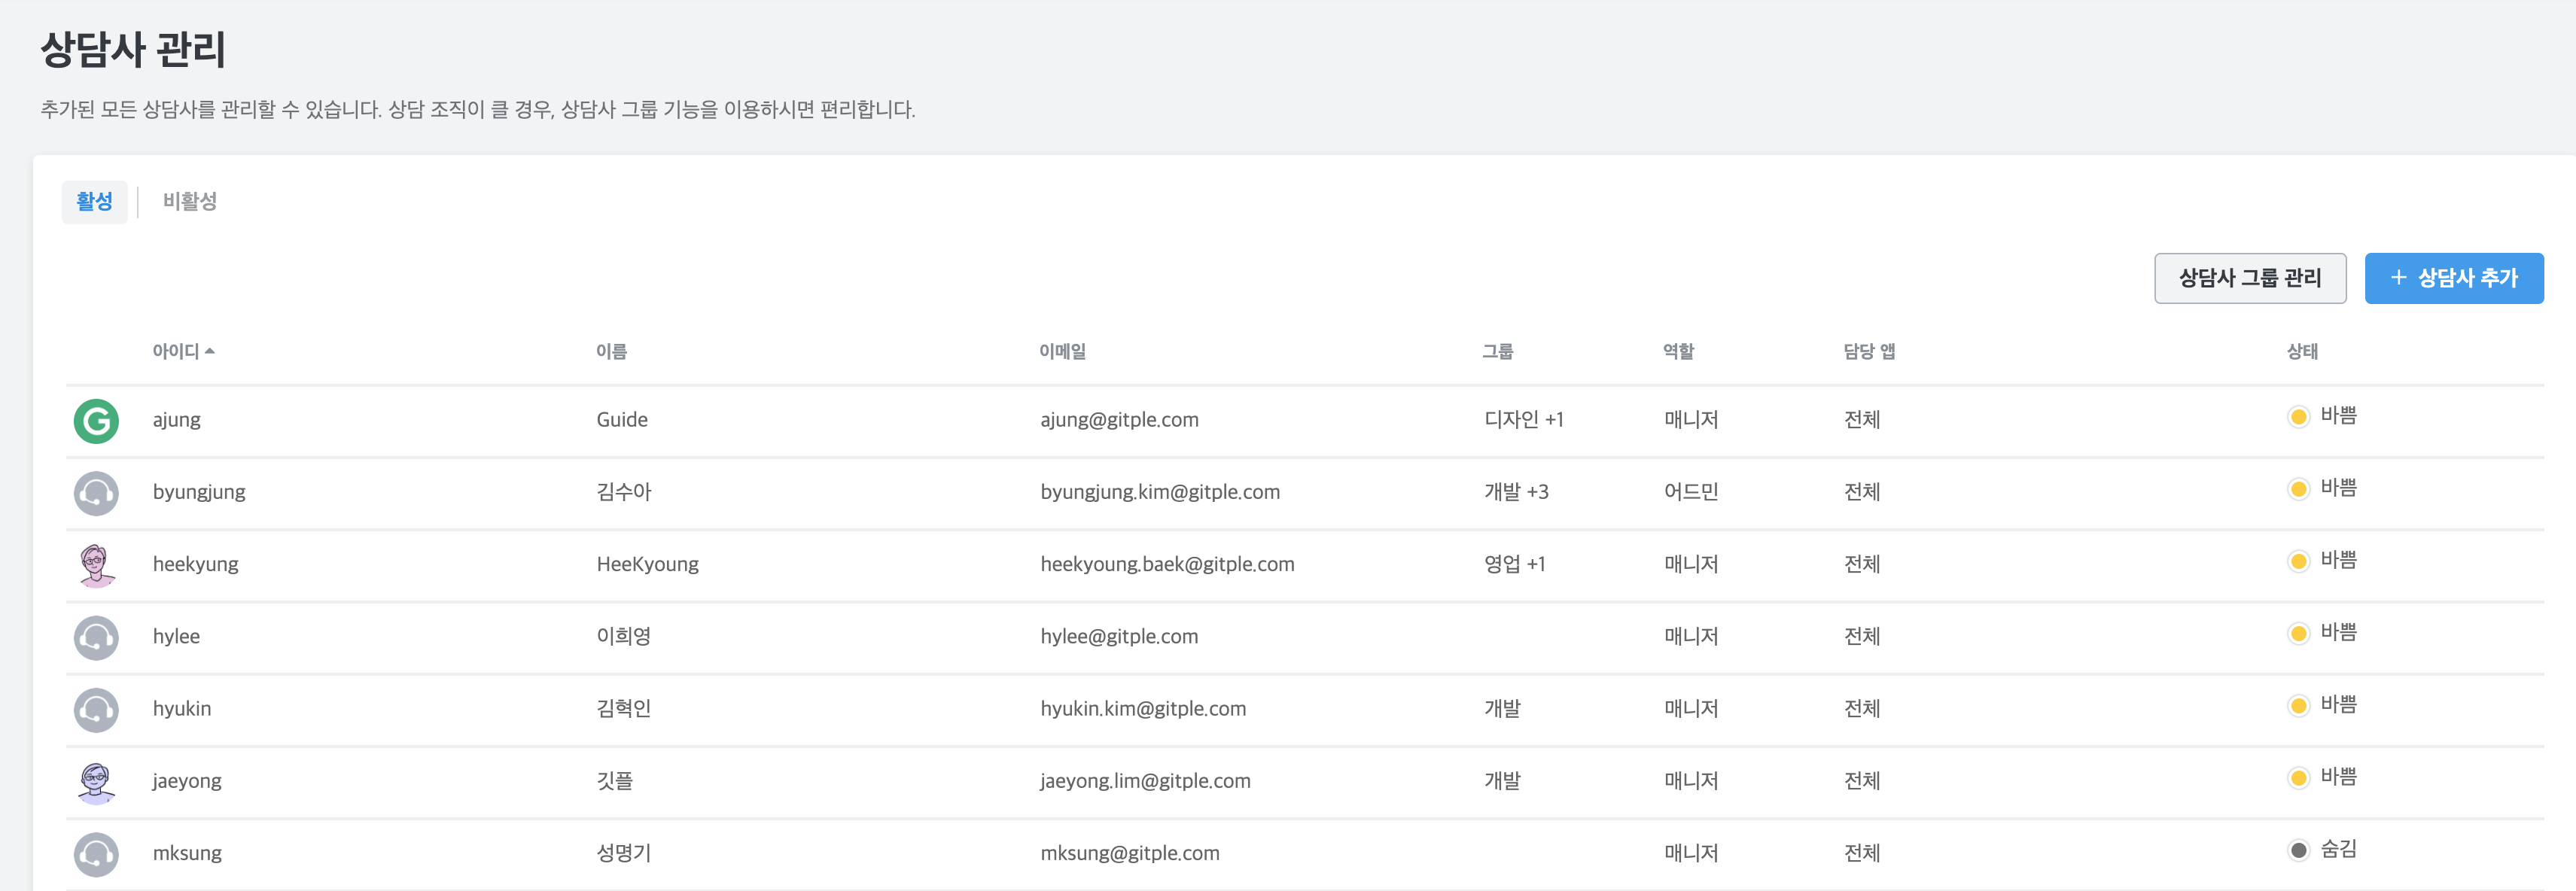 상담사 관리
추가된 모든 상담사를 관리할 수 있습니다. 상담 조직이 클 경우, 상담사 그룹 기능을 이용하시면 편리합니다.
활성 비활성
상담사 그룹 관리 + 상담사 추가
아이디 이름 이메일 그룹 역할 담당 앱 상태
G ajung Guide ajung@gitple.com 디자인 +1 매니저 전체 바쁨
byungjung 김수아 byungjung.kim@gitple.com 개발 +3 어드민 전체 바쁨
heekyung HeeKyoung heekyoung.baek@gitple.com 영업 +1 매니저 전체 바쁨
hylee 이희영 hylee@gitple.com 매니저 전체 바쁨
hyukin 김혁인 hyukin.kim@gitple.com 개발 매니저 전체 바쁨
jaeyong 깃플 jaeyong.lim@gitple.com 개발 매니저 전체 바쁨
mksung 성명기 mksung@gitple.com 매니저 전체 숨김